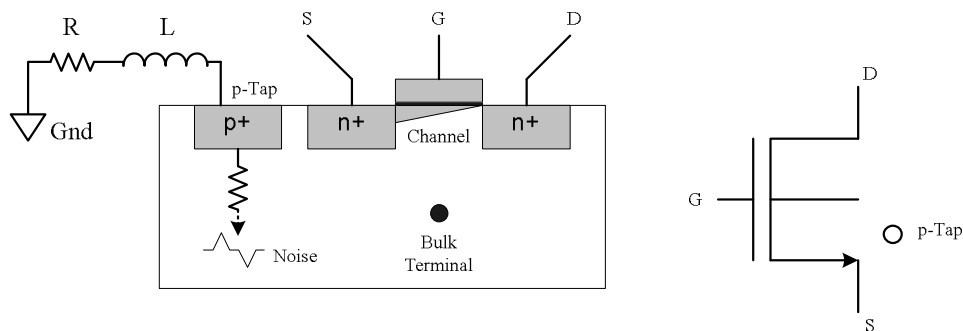 R
L
Gnd
p-Tap
S
G
D
p+
n+
n+
Channel
Noise
Bulk
Terminal
D
G
p-Tap
S